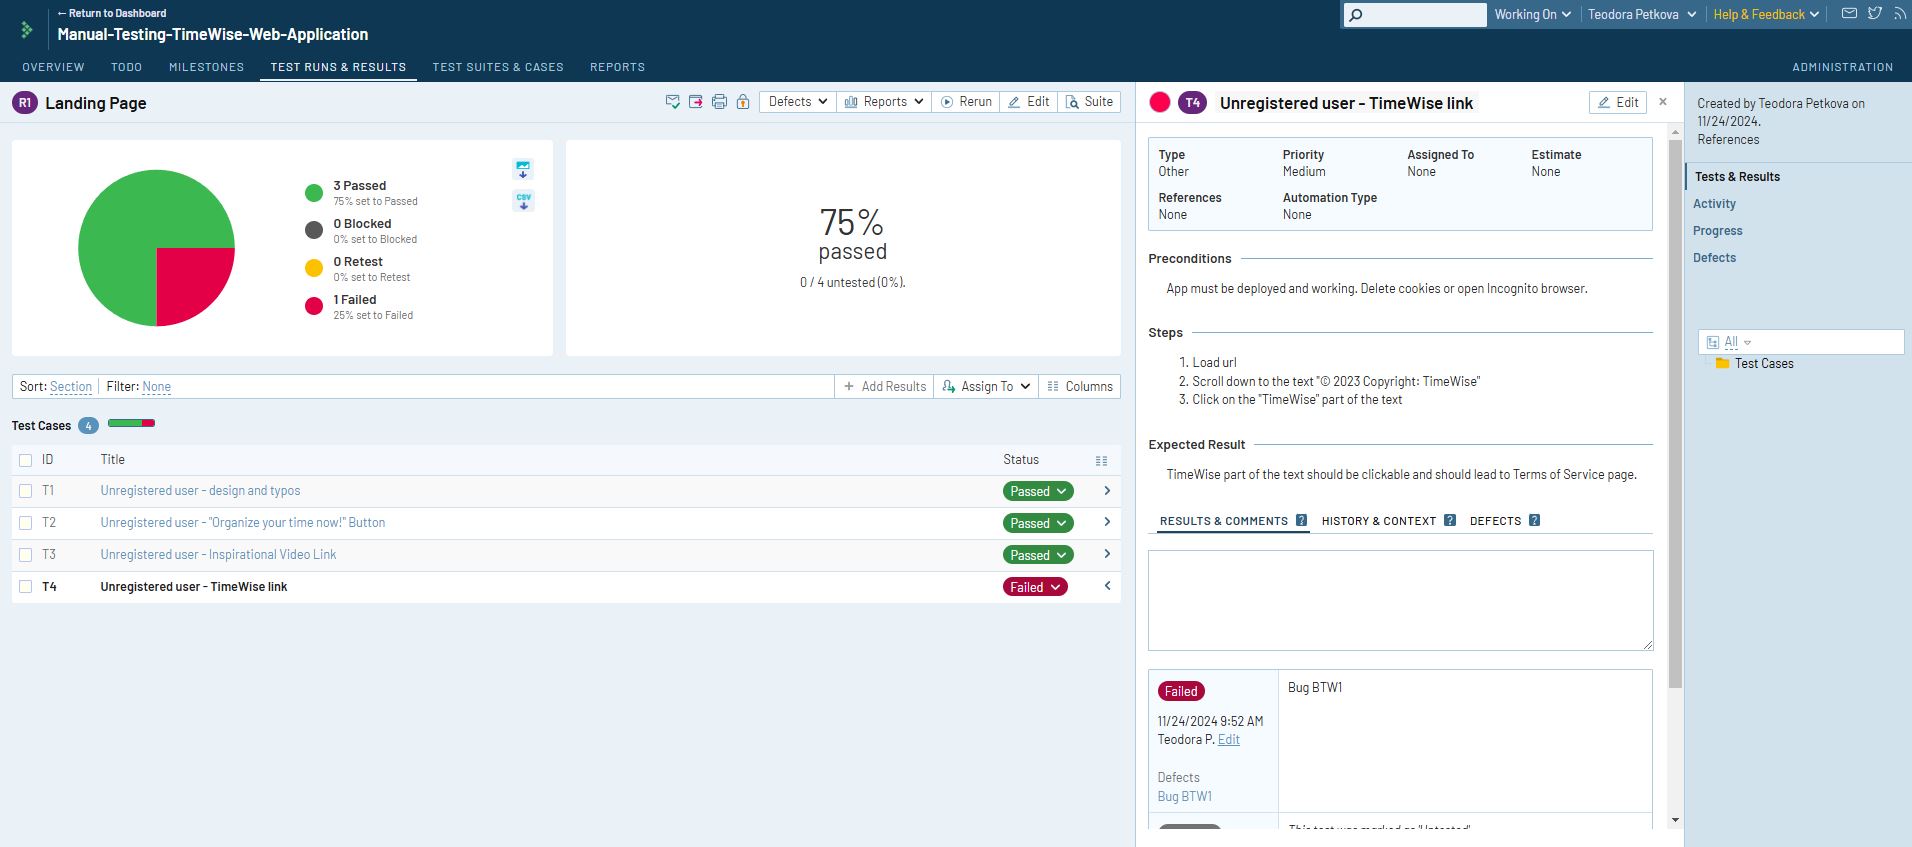 ← Return to Dashboard
Manual-Testing-TimeWise-Web-Application
Working On
Teodora Petkova
Help & Feedback
OVERVIEW
TODO
MILESTONES
TEST RUNS & RESULTS
TEST SUITES & CASES
REPORTS
ADMINISTRATION
R1 Landing Page
Defects
Reports
Rerun
Edit
Suite
3 Passed
75% set to Passed
0 Blocked
0% set to Blocked
0 Retest
0% set to Retest
1 Failed
25% set to Failed
CSV
75%
passed
0 / 4 untested (0%).
Sort: Section Filter: None
+ Add Results
Assign To
Columns
Test Cases 4
ID Title Status
T1 Unregistered user - design and typos Passed
T2 Unregistered user - "Organize your time now!" Button Passed
T3 Unregistered user - Inspirational Video Link Passed
T4 Unregistered user - TimeWise link Failed
T4 Unregistered user - TimeWise link
Edit
×
Type Priority Assigned To Estimate
Other Medium None None
References Automation Type
None None
Preconditions
App must be deployed and working. Delete cookies or open Incognito browser.
Steps
1. Load url
2. Scroll down to the text "© 2023 Copyright: TimeWise"
3. Click on the "TimeWise" part of the text
Expected Result
TimeWise part of the text should be clickable and should lead to Terms of Service page.
RESULTS & COMMENTS ? HISTORY & CONTEXT ? DEFECTS ?
Failed
Bug BTW1
11/24/2024 9:52 AM
Teodora P. Edit
Defects
Bug BTW1
This test was marked as 'Untested'.
Created by Teodora Petkova on
11/24/2024.
References
Tests & Results
Activity
Progress
Defects
All
Test Cases